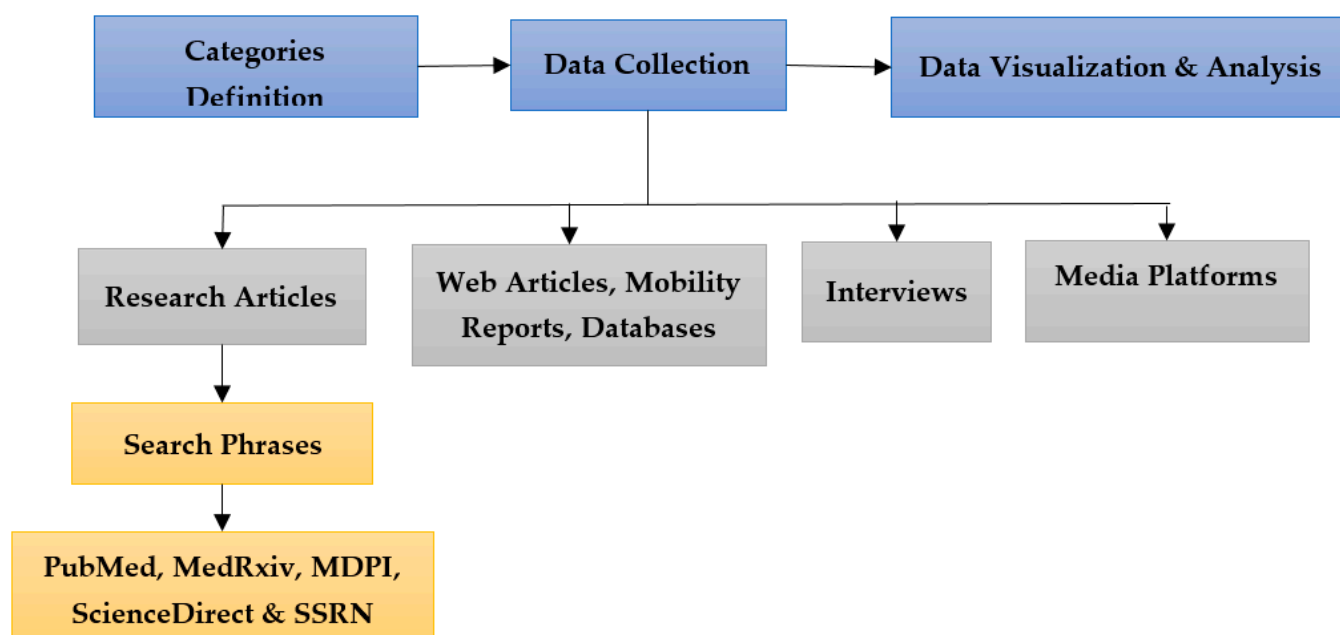 Categories
Definition
Data Collection
Data Visualization & Analysis
Research Articles
Web Articles, Mobility
Reports, Databases
Interviews
Media Platforms
Search Phrases
PubMed, MedRxiv, MDPI,
ScienceDirect & SSRN